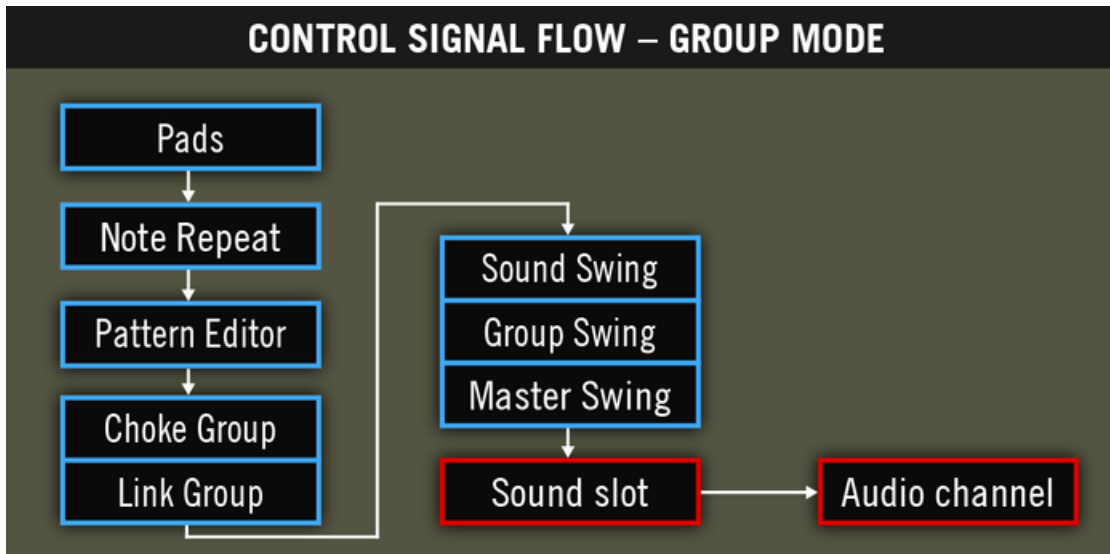 CONTROL SIGNAL FLOW – GROUP MODE
Pads
Note Repeat
Pattern Editor
Choke Group
Link Group
Sound Swing
Group Swing
Master Swing
Sound slot
Audio channel